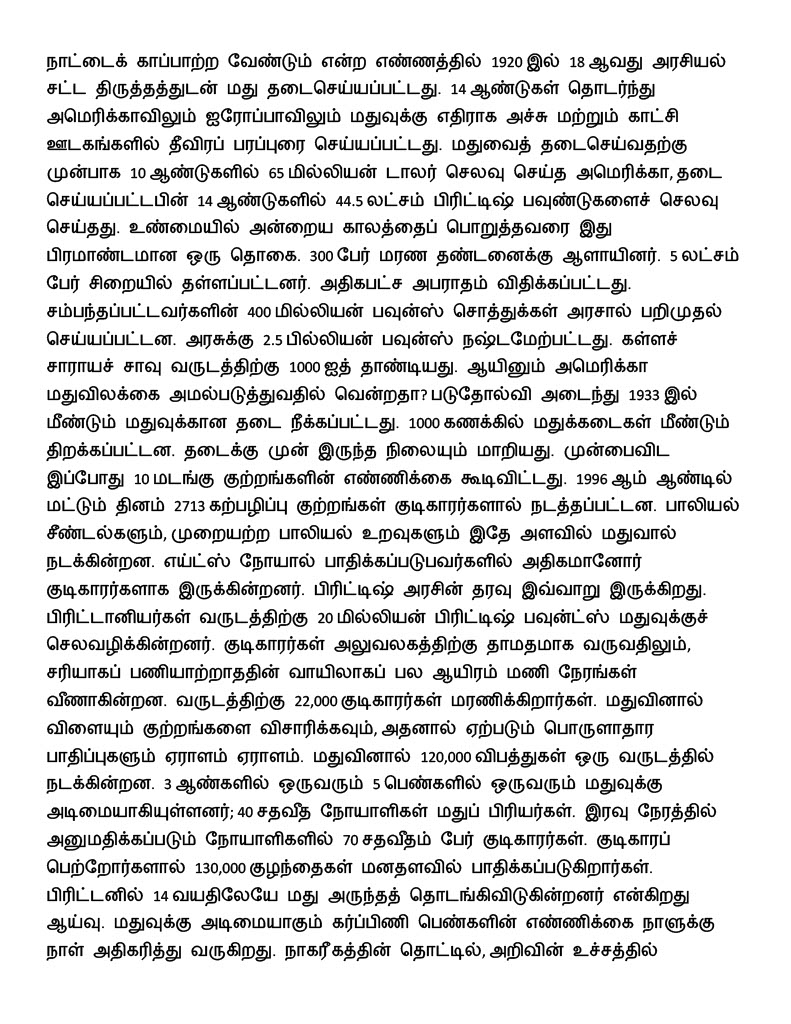 நாட்டைக் காப்பாற்ற வேண்டும் என்ற எண்ணத்தில் 1920 இல் 18 ஆவது அரசியல்
சட்ட திருத்தத்துடன் மது தடைசெய்யப்பட்டது. 14 ஆண்டுகள் தொடர்ந்து
அமெரிக்காவிலும் ஐரோப்பாவிலும் மதுவுக்கு எதிராக அச்சு மற்றும் காட்சி
ஊடகங்களில் தீவிரப் பரப்புரை செய்யப்பட்டது. மதுவைத் தடைசெய்வதற்கு
முன்பாக 10 ஆண்டுகளில் 65 மில்லியன் டாலர் செலவு செய்த அமெரிக்கா, தடை
செய்யப்பட்டபின் 14 ஆண்டுகளில் 44.5 லட்சம் பிரிட்டிஷ் பவுண்டுகளைச் செலவு
செய்தது. உண்மையில் அன்றைய காலத்தைப் பொறுத்தவரை இது
பிரமாண்டமான ஒரு தொகை. 300 பேர் மரண தண்டனைக்கு ஆளாயினர். 5 லட்சம்
பேர் சிறையில் தள்ளப்பட்டனர். அதிகபட்ச அபராதம் விதிக்கப்பட்டது.
சம்பந்தப்பட்டவர்களின் 400 மில்லியன் பவுன்ஸ் சொத்துக்கள் அரசால் பறிமுதல்
செய்யப்பட்டன. அரசுக்கு 2.5 பில்லியன் பவுன்ஸ் நஷ்டமேற்பட்டது. கள்ளச்
சாராயச் சாவு வருடத்திற்கு 1000 ஐத் தாண்டியது. ஆயினும் அமெரிக்கா
மதுவிலக்கை அமல்படுத்துவதில் வென்றதா? படுதோல்வி அடைந்து 1933 இல்
மீண்டும் மதுவுக்கான தடை நீக்கப்பட்டது. 1000 கணக்கில் மதுக்கடைகள் மீண்டும்
திறக்கப்பட்டன. தடைக்கு முன் இருந்த நிலையும் மாறியது. முன்பைவிட
இப்போது 10 மடங்கு குற்றங்களின் எண்ணிக்கை கூடிவிட்டது. 1996 ஆம் ஆண்டில்
மட்டும் தினம் 2713 கற்பழிப்பு குற்றங்கள் குடிகாரர்களால் நடத்தப்பட்டன. பாலியல்
சீண்டல்களும், முறையற்ற பாலியல் உறவுகளும் இதே அளவில் மதுவால்
நடக்கின்றன. எய்ட்ஸ் நோயால் பாதிக்கப்படுபவர்களில் அதிகமானோர்
குடிகாரர்களாக இருக்கின்றனர். பிரிட்டிஷ் அரசின் தரவு இவ்வாறு இருக்கிறது.
பிரிட்டானியர்கள் வருடத்திற்கு 20 மில்லியன் பிரிட்டிஷ் பவுன்ட்ஸ் மதுவுக்குச்
செலவழிக்கின்றனர். குடிகாரர்கள் அலுவலகத்திற்கு தாமதமாக வருவதிலும்,
சரியாகப் பணியாற்றாததின் வாயிலாகப் பல ஆயிரம் மணி நேரங்கள்
வீணாகின்றன. வருடத்திற்கு 22,000 குடிகாரர்கள் மரணிக்கிறார்கள். மதுவினால்
விளையும் குற்றங்களை விசாரிக்கவும், அதனால் ஏற்படும் பொருளாதார
பாதிப்புகளும் ஏராளம் ஏராளம். மதுவினால் 120,000 விபத்துகள் ஒரு வருடத்தில்
நடக்கின்றன. 3 ஆண்களில் ஒருவரும் 5 பெண்களில் ஒருவரும் மதுவுக்கு
அடிமையாகியுள்ளனர்; 40 சதவீத நோயாளிகள் மதுப் பிரியர்கள். இரவு நேரத்தில்
அனுமதிக்கப்படும் நோயாளிகளில் 70 சதவீதம் பேர் குடிகாரர்கள். குடிகாரப்
பெற்றோர்களால் 130,000 குழந்தைகள் மனதளவில் பாதிக்கப்படுகிறார்கள்.
பிரிட்டனில் 14 வயதிலேயே மது அருந்தத் தொடங்கிவிடுகின்றனர் என்கிறது
ஆய்வு. மதுவுக்கு அடிமையாகும் கர்ப்பிணி பெண்களின் எண்ணிக்கை நாளுக்கு
நாள் அதிகரித்து வருகிறது. நாகரீகத்தின் தொட்டில், அறிவின் உச்சத்தில்